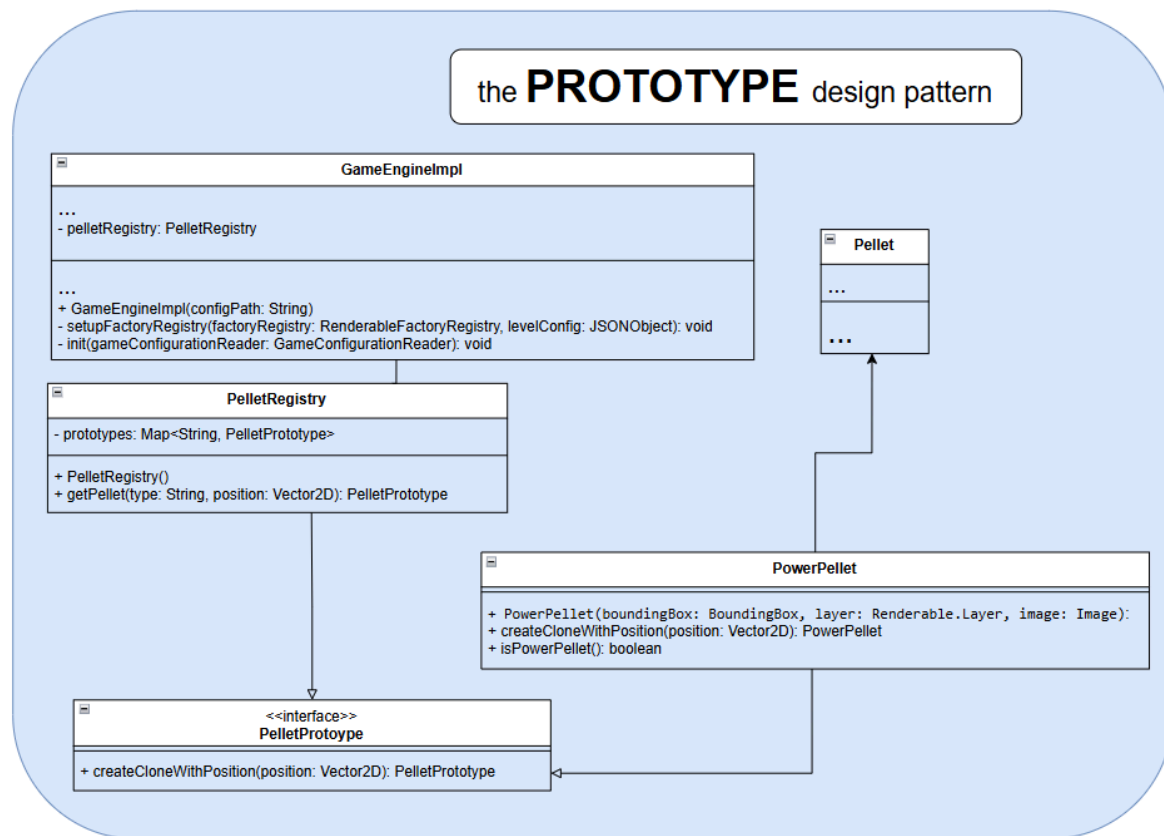 the PROTOTYPE design pattern
GameEngineImpl
...
- pelletRegistry: PelletRegistry
...
+ GameEngineImpl(configPath: String)
- setupFactoryRegistry(factoryRegistry: RenderableFactoryRegistry, levelConfig: JSONObject): void
- init(gameConfigurationReader: GameConfigurationReader): void
Pellet
...
...
PelletRegistry
- prototypes: Map<String, PelletPrototype>
+ PelletRegistry()
+ getPellet(type: String, position: Vector2D): PelletPrototype
PowerPellet
+ PowerPellet(boundingBox: BoundingBox, layer: Renderable.Layer, image: Image):
+ createCloneWithPosition(position: Vector2D): PowerPellet
+ isPowerPellet(): boolean
<<interface>>
PelletProtoype
+ createCloneWithPosition(position: Vector2D): PelletPrototype